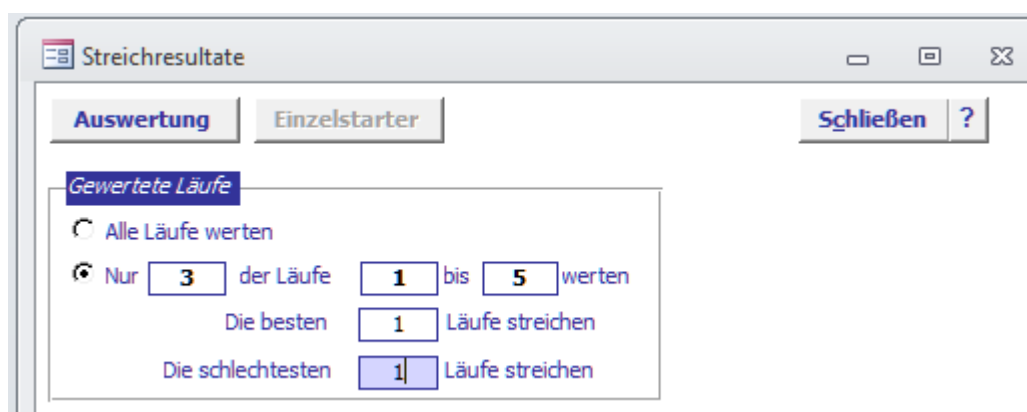 Streichresultate
Auswertung Einzelstarter Schließen ?
Gewertete Läufe
Alle Läufe werten
Nur 3 der Läufe 1 bis 5 werten
Die besten 1 Läufe streichen
Die schlechtesten 1 Läufe streichen